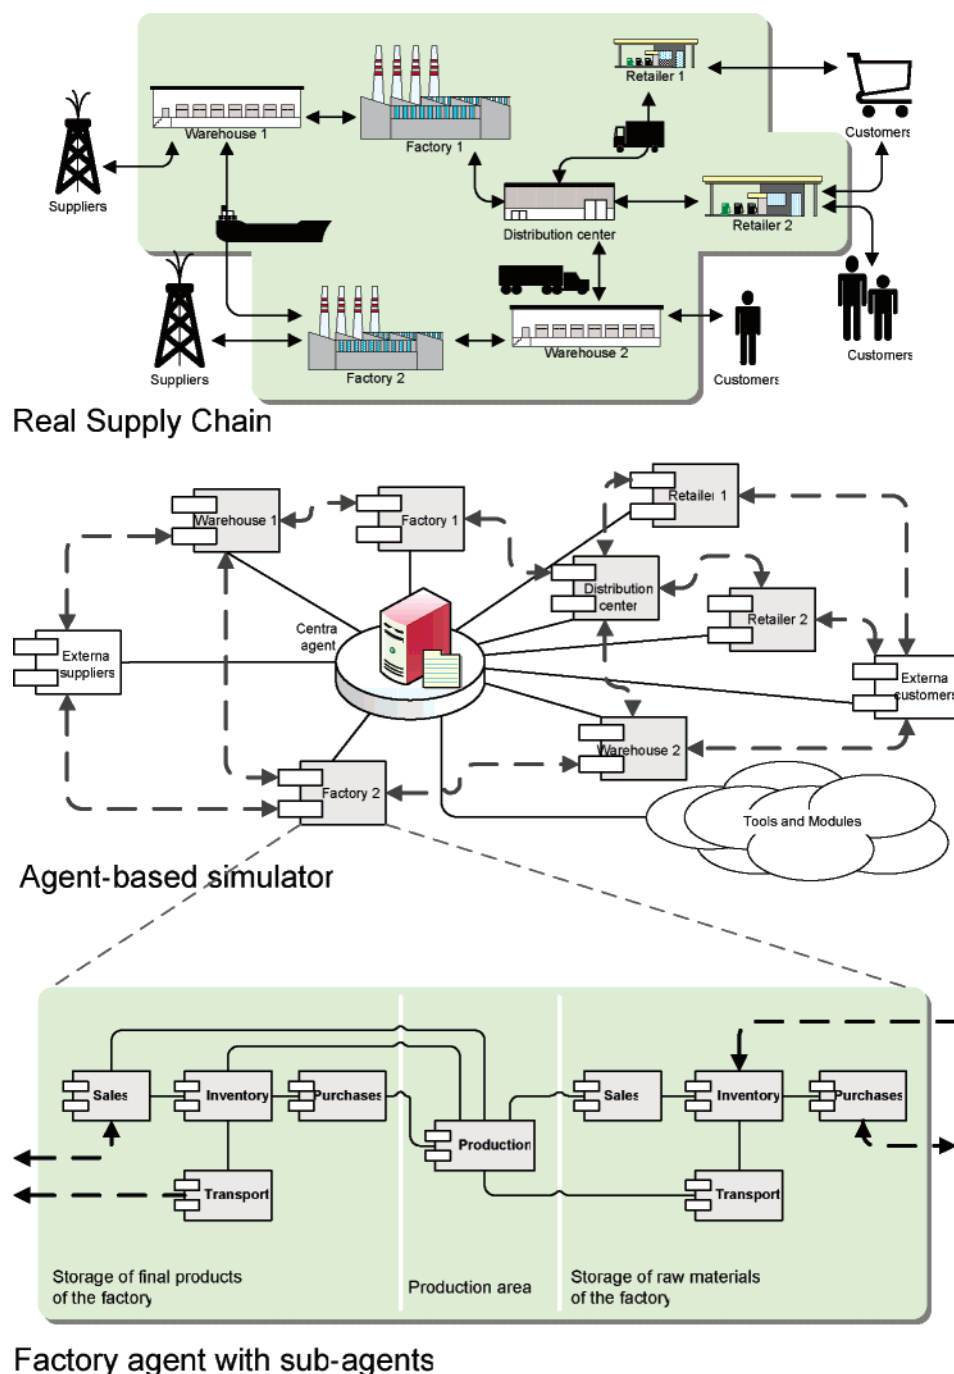 Retailer 1
Warehouse 1
Factory 1
Customers
Suppliers
Distribution center
Retailer 2
Warehouse 2
Customers
Suppliers
Factory 2
Customers
Real Supply Chain
Retailer 1
Warehouse 1
Factory 1
Distribution
center
Retailer 2
Centra
agent
Externa
suppliers
Externa
customers
Warehouse 2
Factory 2
Tools and Modules
Agent-based simulator
Sales
Inventory
Purchases
Sales
Inventory
Purchases
Production
Transport
Transport
Storage of final products
of the factory
Production area
Storage of raw materials
of the factory
Factory agent with sub-agents